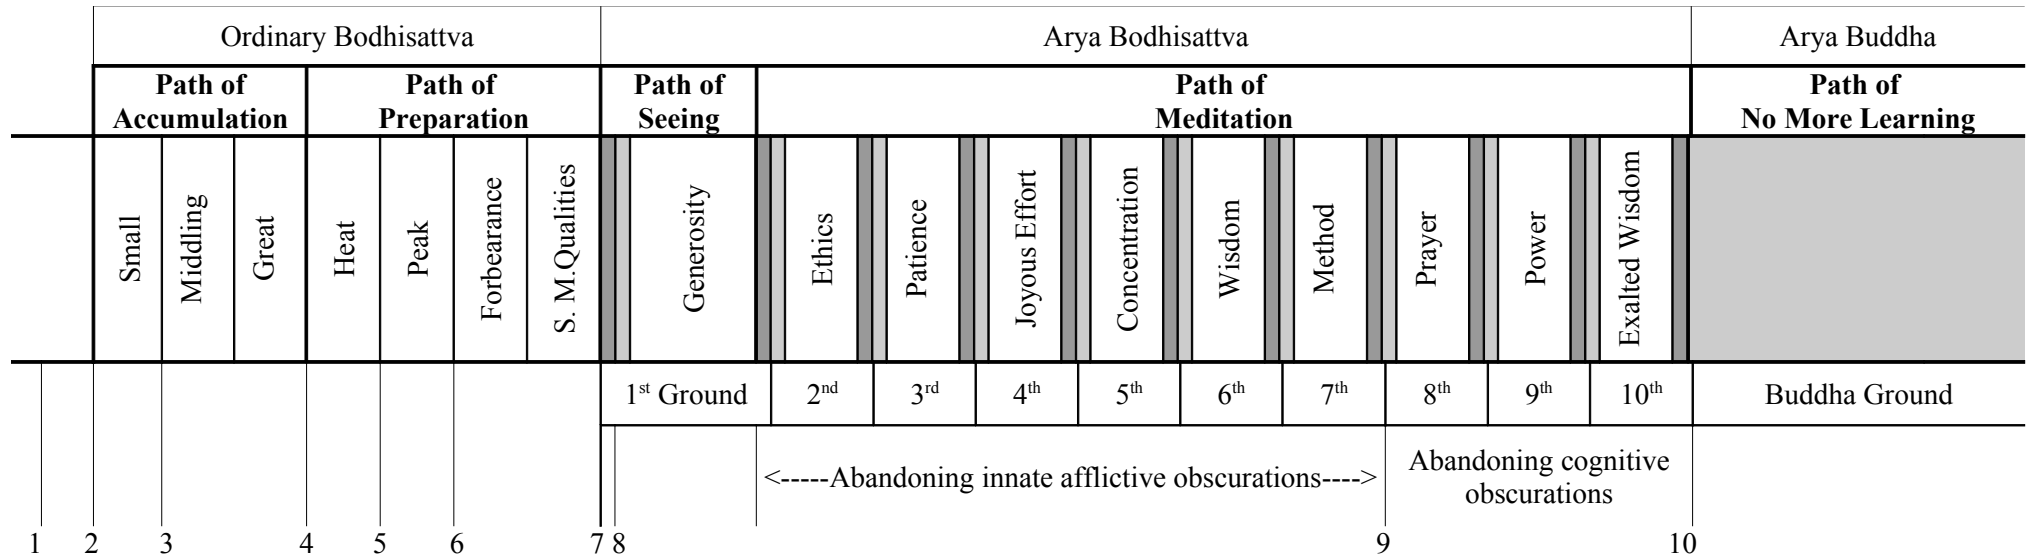 Ordinary Bodhisattva
Arya Bodhisattva
Arya Buddha
Path of
Accumulation
Path of
Preparation
Path of
Seeing
Path of
Meditation
Path of
No More Learning
Small
Middling
Great
Heat
Peak
Forbearance
S. M.Qualities
Generosity
Ethics
Patience
Joyous Effort
Concentration
Wisdom
Method
Prayer
Power
Exalted Wisdom
1st Ground
2nd
3rd
4th
5th
6th
7th
8th
9th
10th
Buddha Ground
<-----Abandoning innate afflictive obscurations---->
Abandoning cognitive
obscurations
1 2 3 4 5 6 7 8 9 10